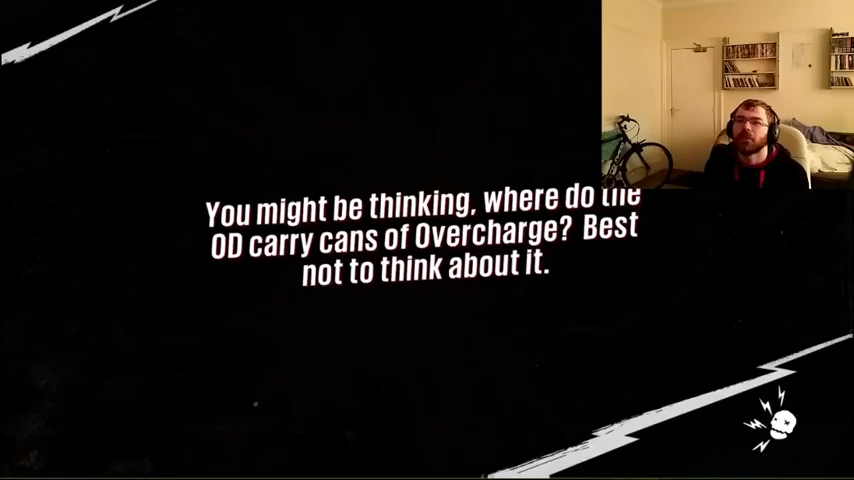 You might be thinking, where do the
OD carry cans of Overcharge? Best
not to think about it.